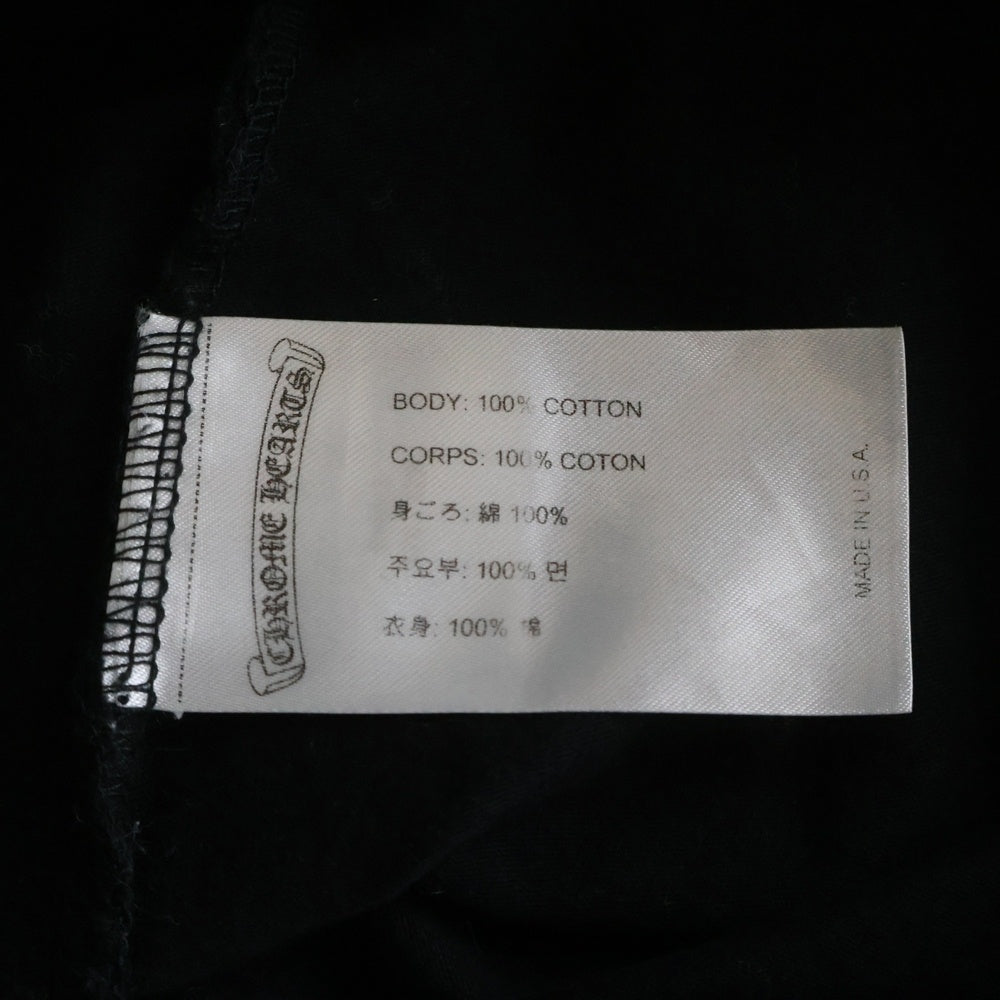 CHROME HEARTS
BODY: 100% COTTON
CORPS: 100% COTON
身ごろ: 綿 100%
주요부: 100% 면
衣身: 100% 棉
MADE IN U.S.A.